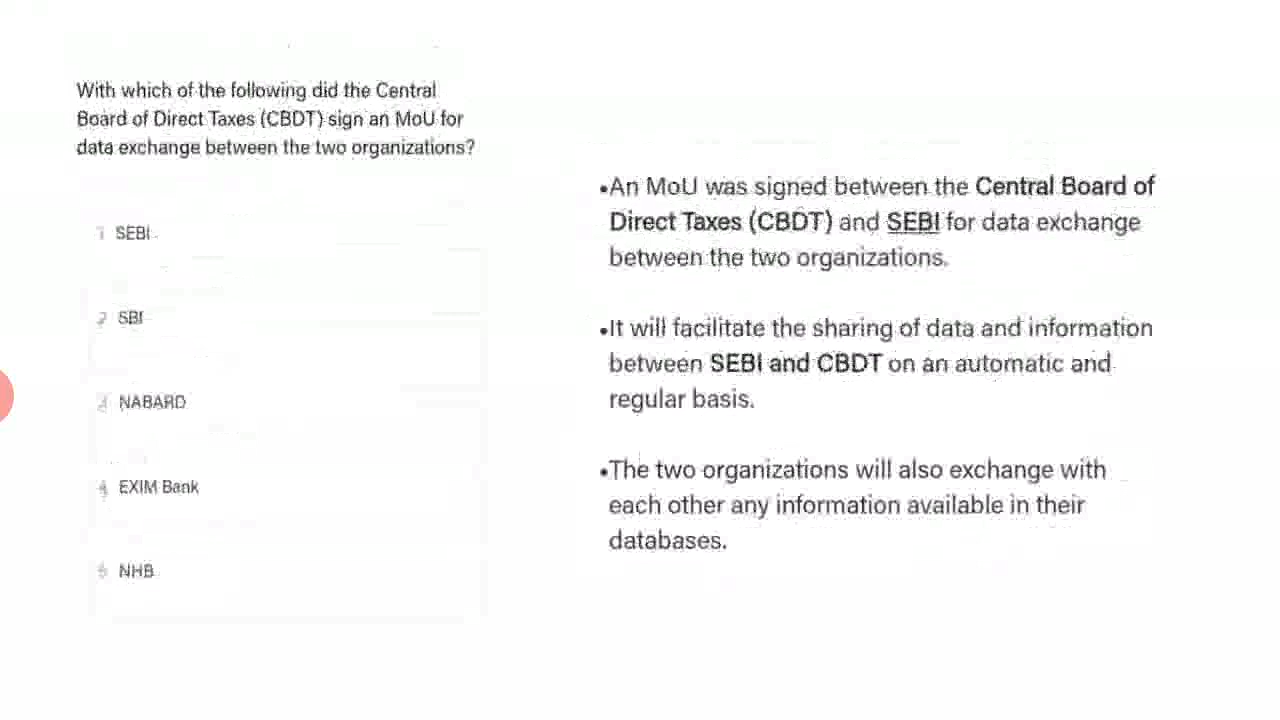 With which of the following did the Central
Board of Direct Taxes (CBDT) sign an MoU for
data exchange between the two organizations?
1 SEBI
2 SBI
3 NABARD
4 EXIM Bank
5 NHB
•An MoU was signed between the Central Board of
Direct Taxes (CBDT) and SEBI for data exchange
between the two organizations.
•It will facilitate the sharing of data and information
between SEBI and CBDT on an automatic and
regular basis.
•The two organizations will also exchange with
each other any information available in their
databases.